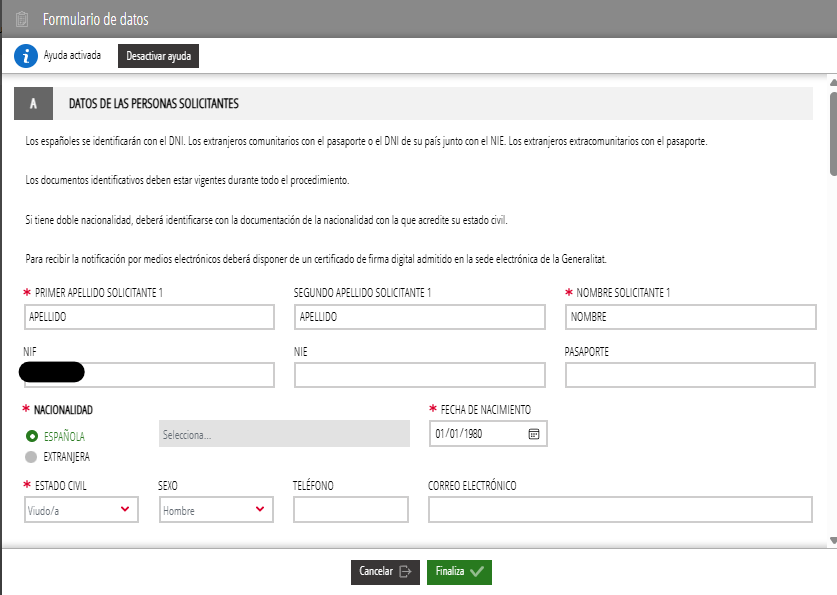 Formulario de datos
i Ayuda activada Desactivar ayuda
A DATOS DE LAS PERSONAS SOLICITANTES
Los españoles se identificarán con el DNI. Los extranjeros comunitarios con el pasaporte o el DNI de su país junto con el NIE. Los extranjeros extracomunitarios con el pasaporte.
Los documentos identificativos deben estar vigentes durante todo el procedimiento.
Si tiene doble nacionalidad, deberá identificarse con la documentación de la nacionalidad con la que acredite su estado civil.
Para recibir la notificación por medios electrónicos deberá disponer de un certificado de firma digital admitido en la sede electrónica de la Generalitat.
* PRIMER APELLIDO SOLICITANTE 1 SEGUNDO APELLIDO SOLICITANTE 1 * NOMBRE SOLICITANTE 1
APELLIDO APELLIDO NOMBRE
NIF NIE PASAPORTE
* NACIONALIDAD * FECHA DE NACIMIENTO
ESPAÑOLA Selecciona... 01/01/1980
EXTRANJERA
* ESTADO CIVIL SEXO TELÉFONO CORREO ELECTRÓNICO
Viudo/a Hombre
Cancelar Finaliza